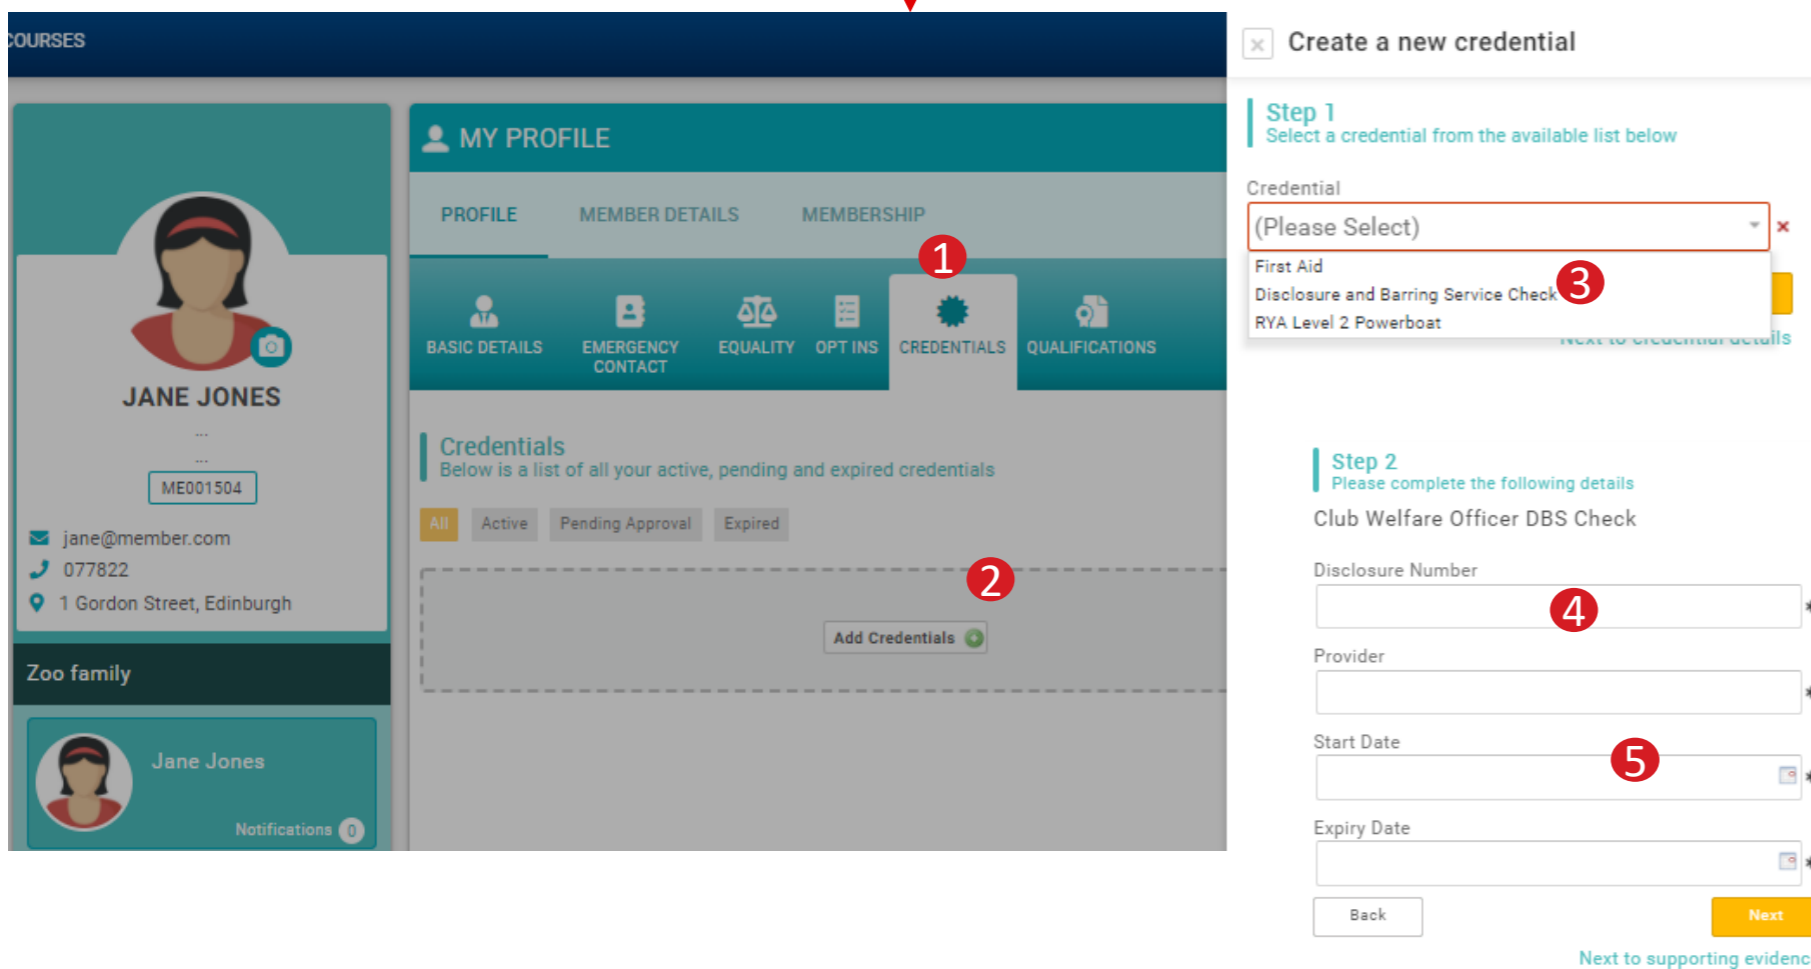 COURSES
JANE JONES
...
...
ME001504
jane@member.com
077822
1 Gordon Street, Edinburgh
Zoo family
Jane Jones
Notifications 0
MY PROFILE
PROFILE MEMBER DETAILS MEMBERSHIP
1
BASIC DETAILS EMERGENCY CONTACT EQUALITY OPT INS CREDENTIALS QUALIFICATIONS
Credentials
Below is a list of all your active, pending and expired credentials
All Active Pending Approval Expired
2
Add Credentials
Create a new credential
Step 1
Select a credential from the available list below
Credential
(Please Select)
First Aid
Disclosure and Barring Service Check
3
RYA Level 2 Powerboat
Next to credential details
Step 2
Please complete the following details
Club Welfare Officer DBS Check
Disclosure Number
4
*
Provider
*
Start Date
5
*
Expiry Date
*
Back Next
Next to supporting evidenc